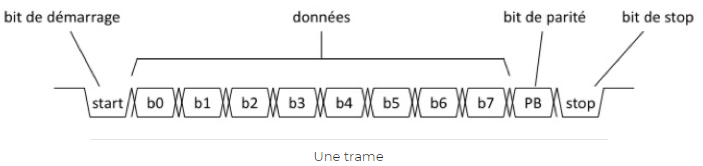 bit de démarrage données bit de parité bit de stop
start b0 b1 b2 b3 b4 b5 b6 b7 PB stop
Une trame